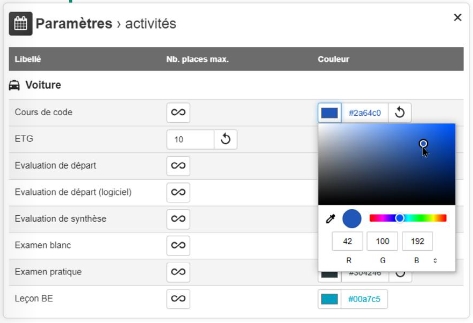 Paramètres › activités ×
Libellé Nb. places max. Couleur
Voiture
Cours de code ∞ #2a64c0
ETG 10
Evaluation de départ ∞
Evaluation de départ (logiciel) ∞
Evaluation de synthèse ∞
Examen blanc ∞
42 100 192
R G B
Examen pratique ∞ #304246
Leçon BE ∞ #00a7c5